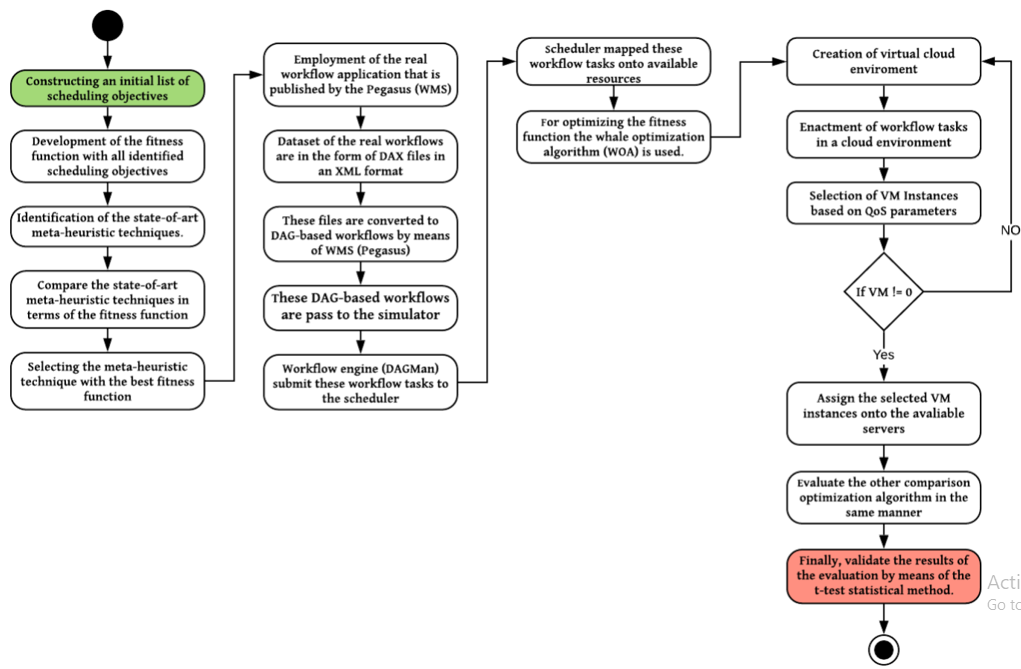 Constructing an initial list of
scheduling objectives
Development of the fitness
function with all identified
scheduling objectives
Identification of the state-of-art
meta-heuristic techniques.
Compare the state-of-art
meta-heuristic techniques in
terms of the fitness function
Selecting the meta-heuristic
technique with the best fitness
function
Employment of the real
workflow application that is
published by the Pegasus (WMS)
Dataset of the real workflows
are in the form of DAX files in
an XML format
These files are converted to
DAG-based workflows by means
of WMS (Pegasus)
These DAG-based workflows
are pass to the simulator
Workflow engine (DAGMan)
submit these workflow tasks to
the scheduler
Scheduler mapped these
workflow tasks onto available
resources
For optimizing the fitness
function the whale optimization
algorithm (WOA) is used.
Creation of virtual cloud
enviroment
Enactment of workflow tasks
in a cloud environment
Selection of VM Instances
based on QoS parameters
NO
If VM != 0
Yes
Assign the selected VM
instances onto the avaliable
servers
Evaluate the other comparison
optimization algorithm in the
same manner
Finally, validate the results of
the evaluation by means of the
t-test statistical method.
Acti
Go to